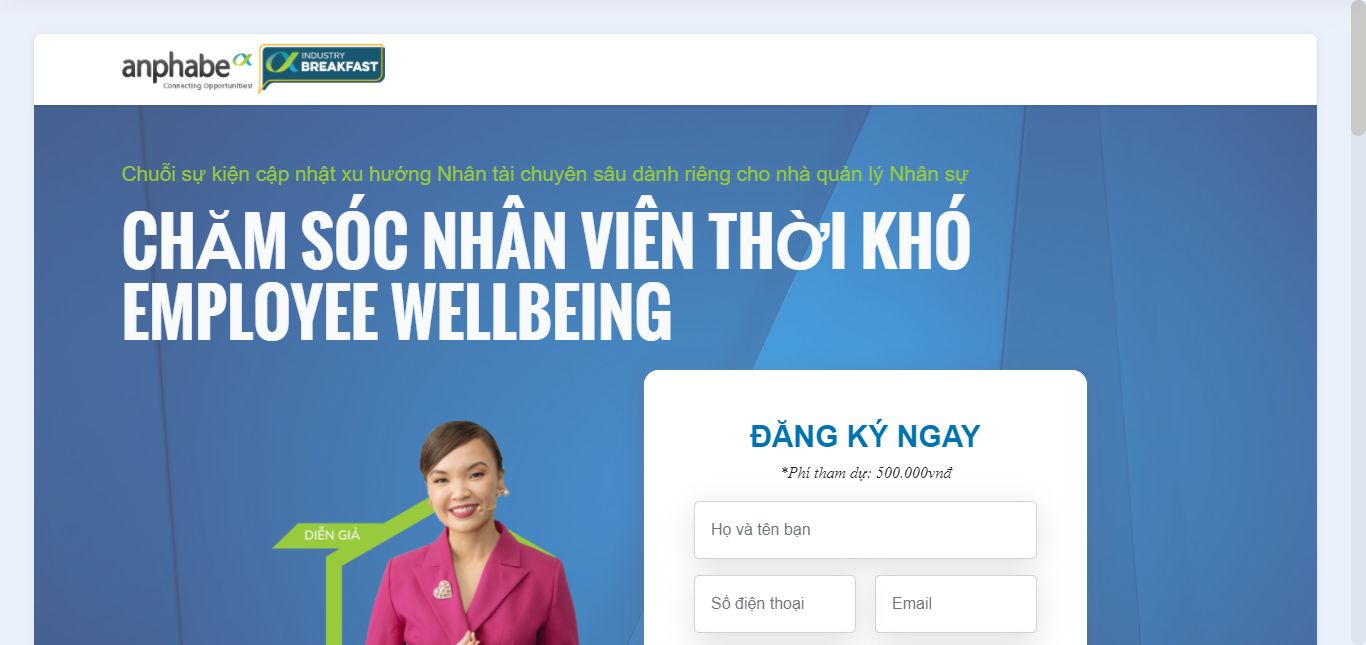 anphabe
Connecting Opportunities!
INDUSTRY
BREAKFAST
Chuỗi sự kiện cập nhật xu hướng Nhân tài chuyên sâu dành riêng cho nhà quản lý Nhân sự
CHĂM SÓC NHÂN VIÊN THỜI KHÓ
EMPLOYEE WELLBEING
ĐĂNG KÝ NGAY
*Phí tham dự: 500.000vnđ
Họ và tên bạn
DIỄN GIẢ
Số điện thoại
Email